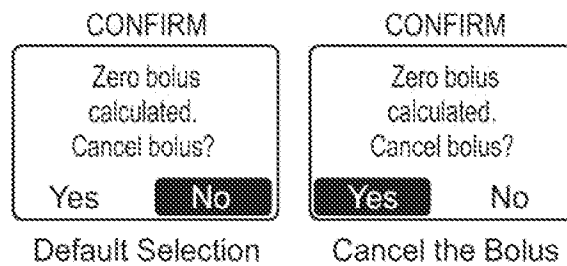 CONFIRM
Zero bolus
calculated.
Cancel bolus?
Yes No
Default Selection
CONFIRM
Zero bolus
calculated.
Cancel bolus?
Yes No
Cancel the Bolus